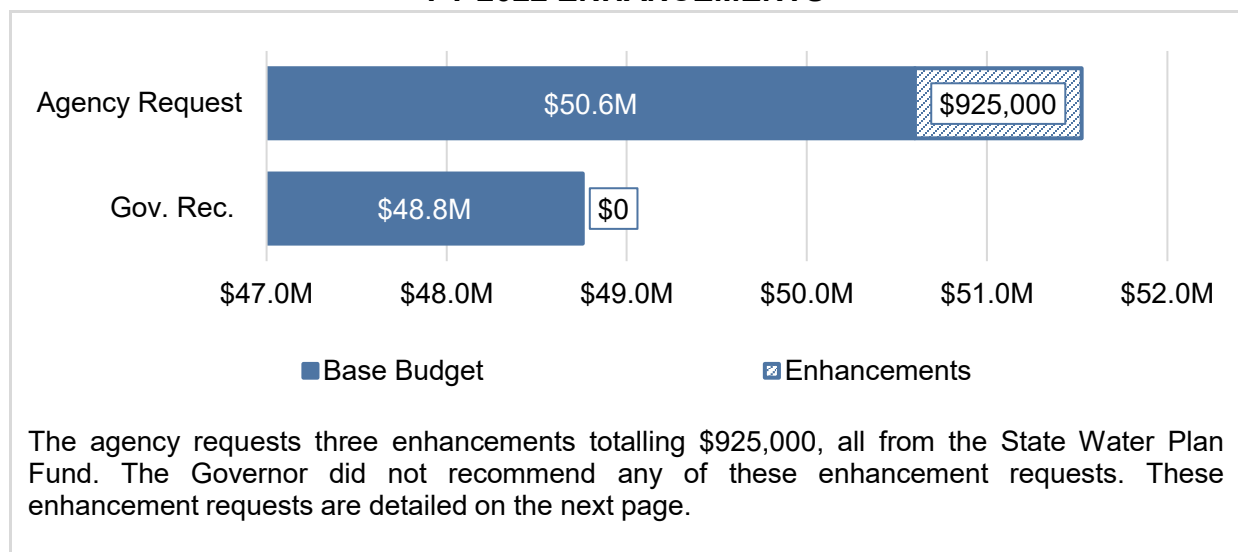 Agency Request
$50.6M
$925,000
Gov. Rec.
$48.8M
$0
$47.0M $48.0M $49.0M $50.0M $51.0M $52.0M
Base Budget Enhancements
The agency requests three enhancements totalling $925,000, all from the State Water Plan
Fund. The Governor did not recommend any of these enhancement requests. These
enhancement requests are detailed on the next page.